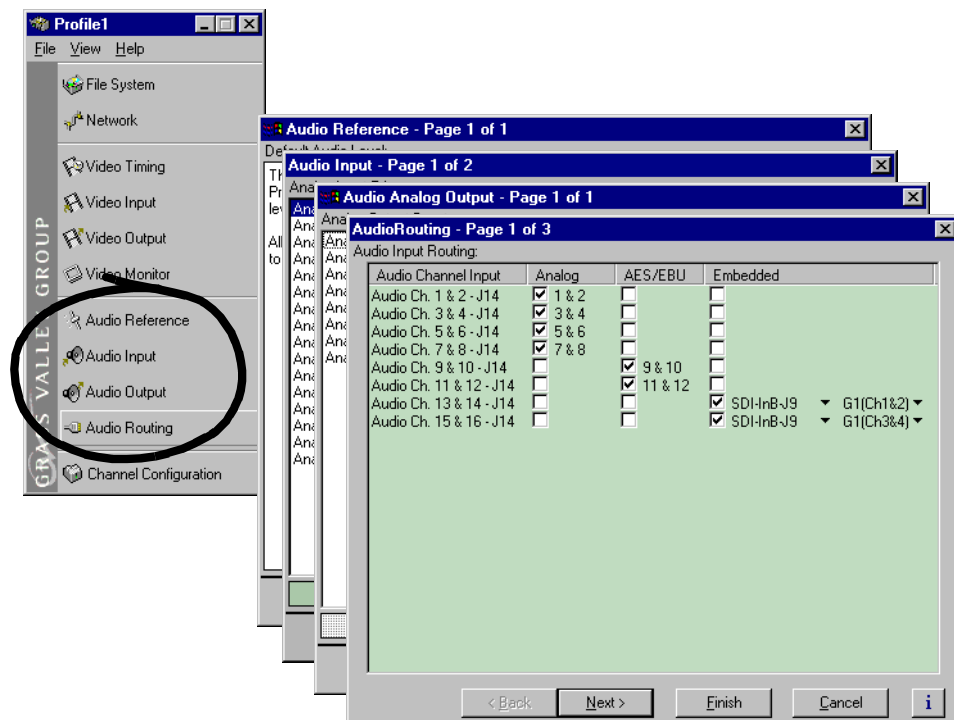 Profile1
File View Help
File System
Network
Video Timing
Video Input
Video Output
Video Monitor
Audio Reference
Audio Input
Audio Output
Audio Routing
Channel Configuration
GRASS VALLEY GROUP
Audio Reference - Page 1 of 1
Default Audio Level:
Audio Input - Page 1 of 2
Audio Analog Output - Page 1 of 1
AudioRouting - Page 1 of 3
Audio Input Routing:
Audio Channel Input Analog AES/EBU Embedded
Audio Ch. 1 & 2 - J14 1 & 2
Audio Ch. 3 & 4 - J14 3 & 4
Audio Ch. 5 & 6 - J14 5 & 6
Audio Ch. 7 & 8 - J14 7 & 8
Audio Ch. 9 & 10 - J14 9 & 10
Audio Ch. 11 & 12 - J14 11 & 12
Audio Ch. 13 & 14 - J14 SDI-InB-J9 G1(Ch1&2)
Audio Ch. 15 & 16 - J14 SDI-InB-J9 G1(Ch3&4)
< Back Next > Finish Cancel i